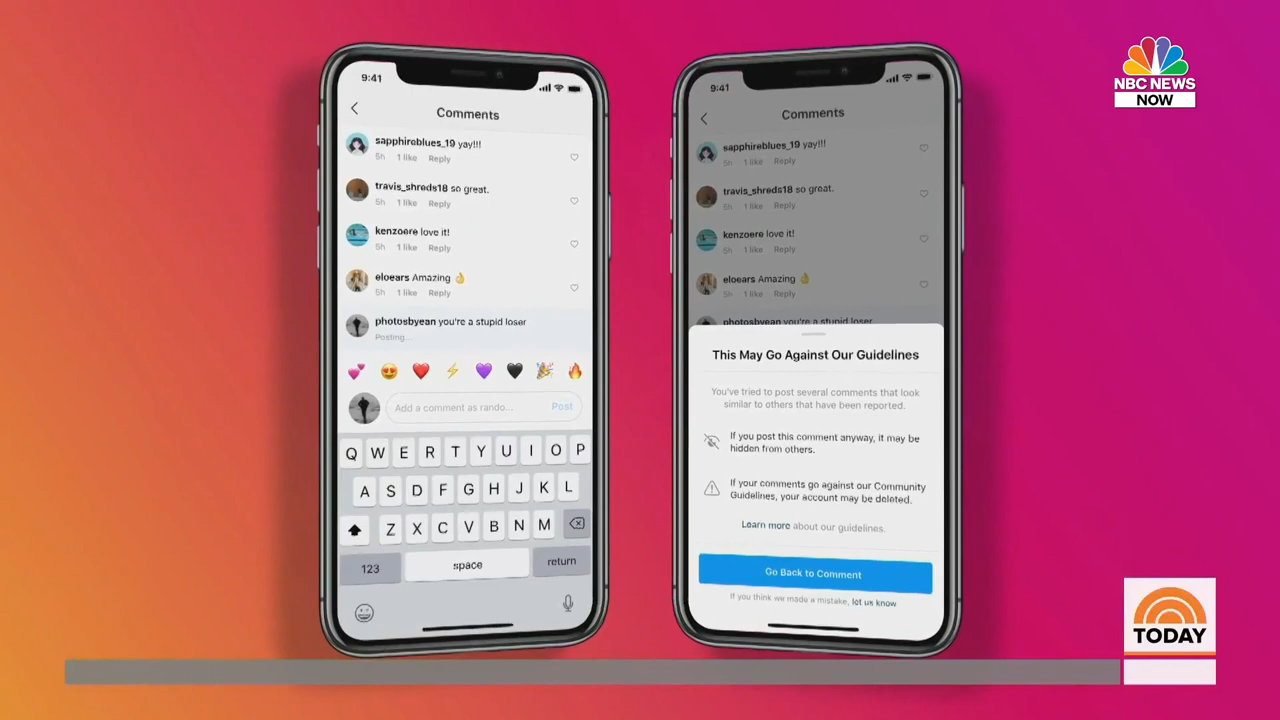 NBC NEWS
NOW
9:41
Comments
sapphireblues_19 yay!!!
5h 1 like Reply
travis_shreds18 so great.
5h 1 like Reply
kenzoere love it!
5h 1 like Reply
eloears Amazing 👌
5h 1 like Reply
photosbyean you're a stupid loser
Posting...
Add a comment as rando... Post
Q W E R T Y U I O P
A S D F G H J K L
Z X C V B N M
123 space return
9:41
Comments
sapphireblues_19 yay!!!
5h 1 like Reply
travis_shreds18 so great.
5h 1 like Reply
kenzoere love it!
5h 1 like Reply
eloears Amazing 👌
5h 1 like Reply
photosbyean you're a stupid loser
This May Go Against Our Guidelines
You've tried to post several comments that look
similar to others that have been reported.
If you post this comment anyway, it may be
hidden from others.
If your comments go against our Community
Guidelines, your account may be deleted.
Learn more about our guidelines.
Go Back to Comment
If you think we made a mistake, let us know
TODAY